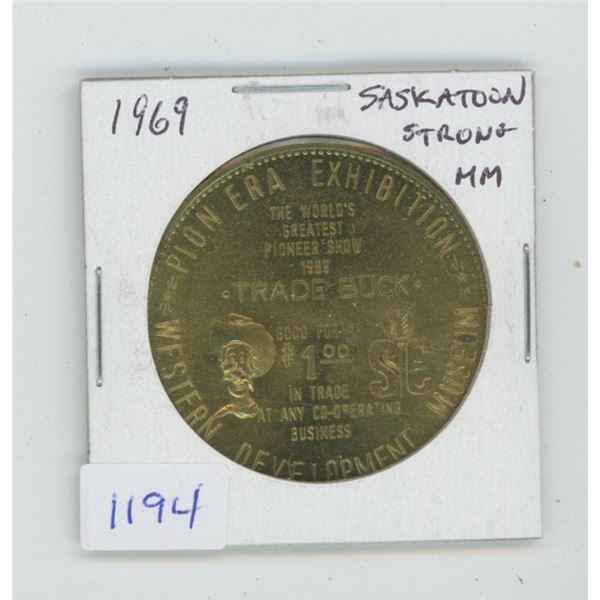 1969
SASKATOON
STRONG
MM
PION ERA EXHIBITION
THE WORLD'S
GREATEST
PIONEER SHOW
1969
• TRADE BUCK •
GOOD FOR
$1.00
IN TRADE
AT ANY CO-OPERATING
BUSINESS
WESTERN DEVELOPMENT MUSEUM
1194